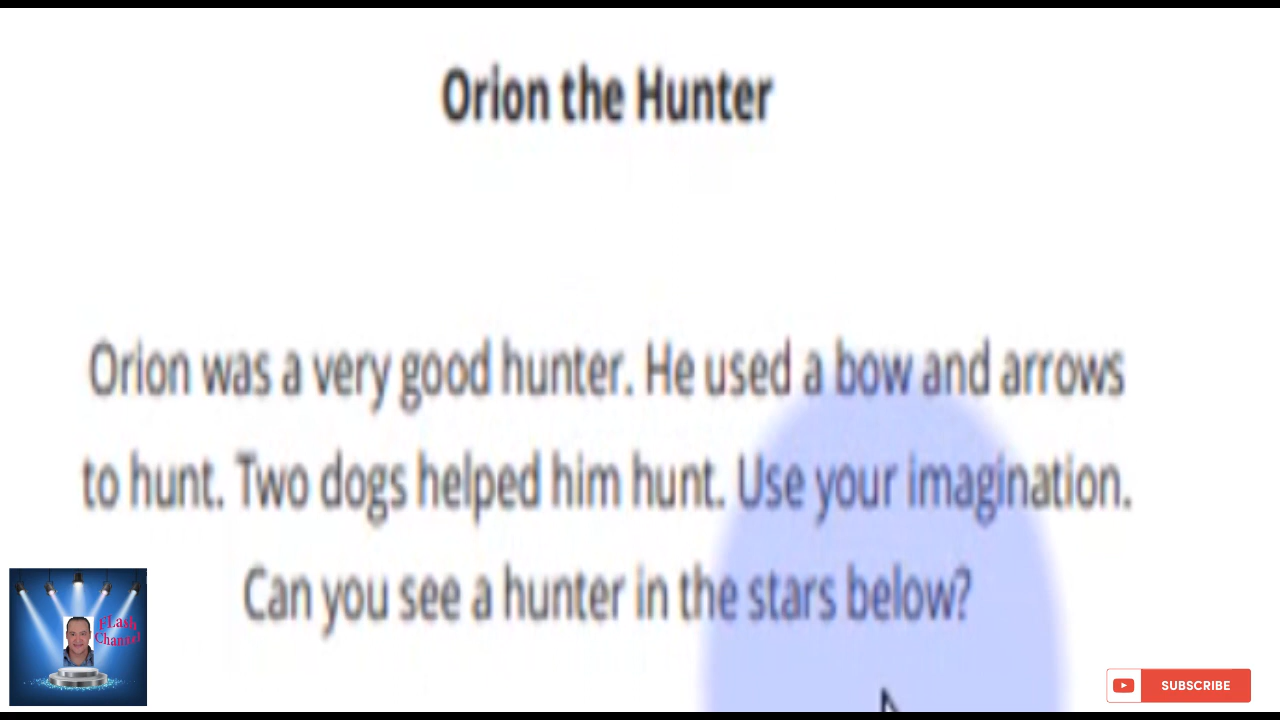 Orion the Hunter
Orion was a very good hunter. He used a bow and arrows
to hunt. Two dogs helped him hunt. Use your imagination.
Can you see a hunter in the stars below?
FLash
Channel
SUBSCRIBE